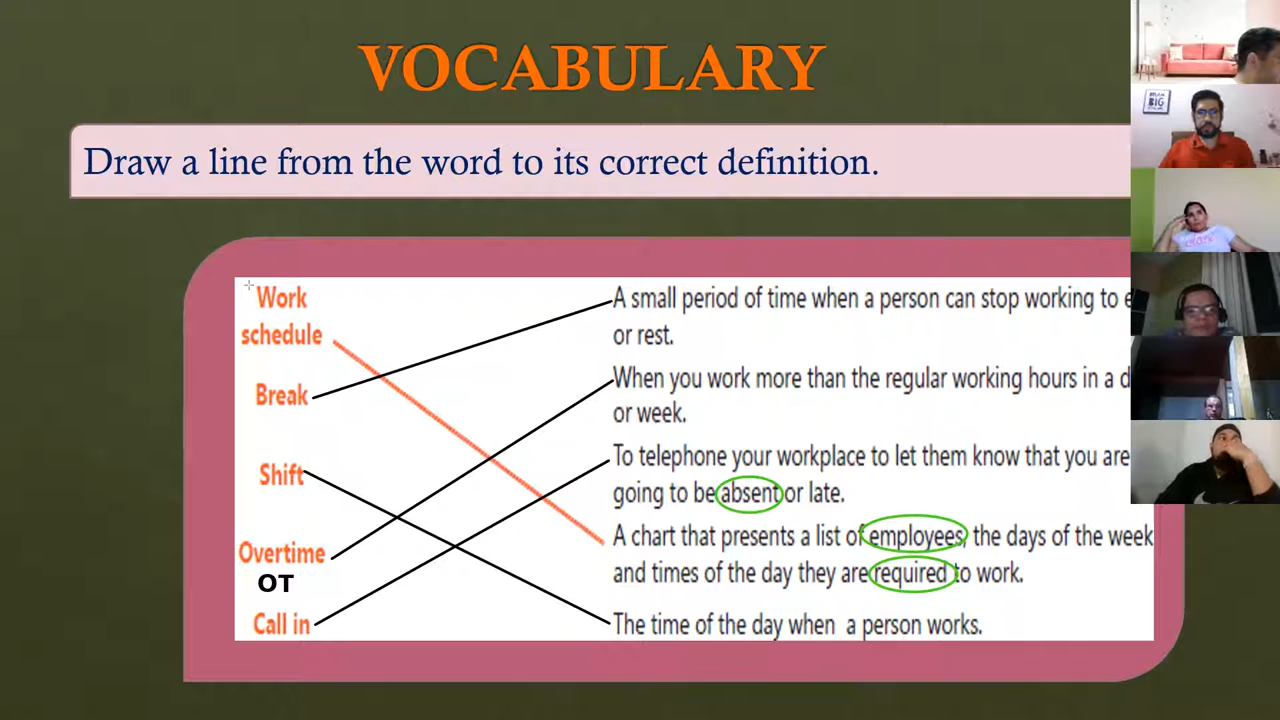 VOCABULARY
Draw a line from the word to its correct definition.
Work
schedule
Break
Shift
Overtime
OT
Call in
A small period of time when a person can stop working to
or rest.
When you work more than the regular working hours in a
or week.
To telephone your workplace to let them know that you are
going to be absent or late.
A chart that presents a list of employees, the days of the week
and times of the day they are required to work.
The time of the day when a person works.
BIG